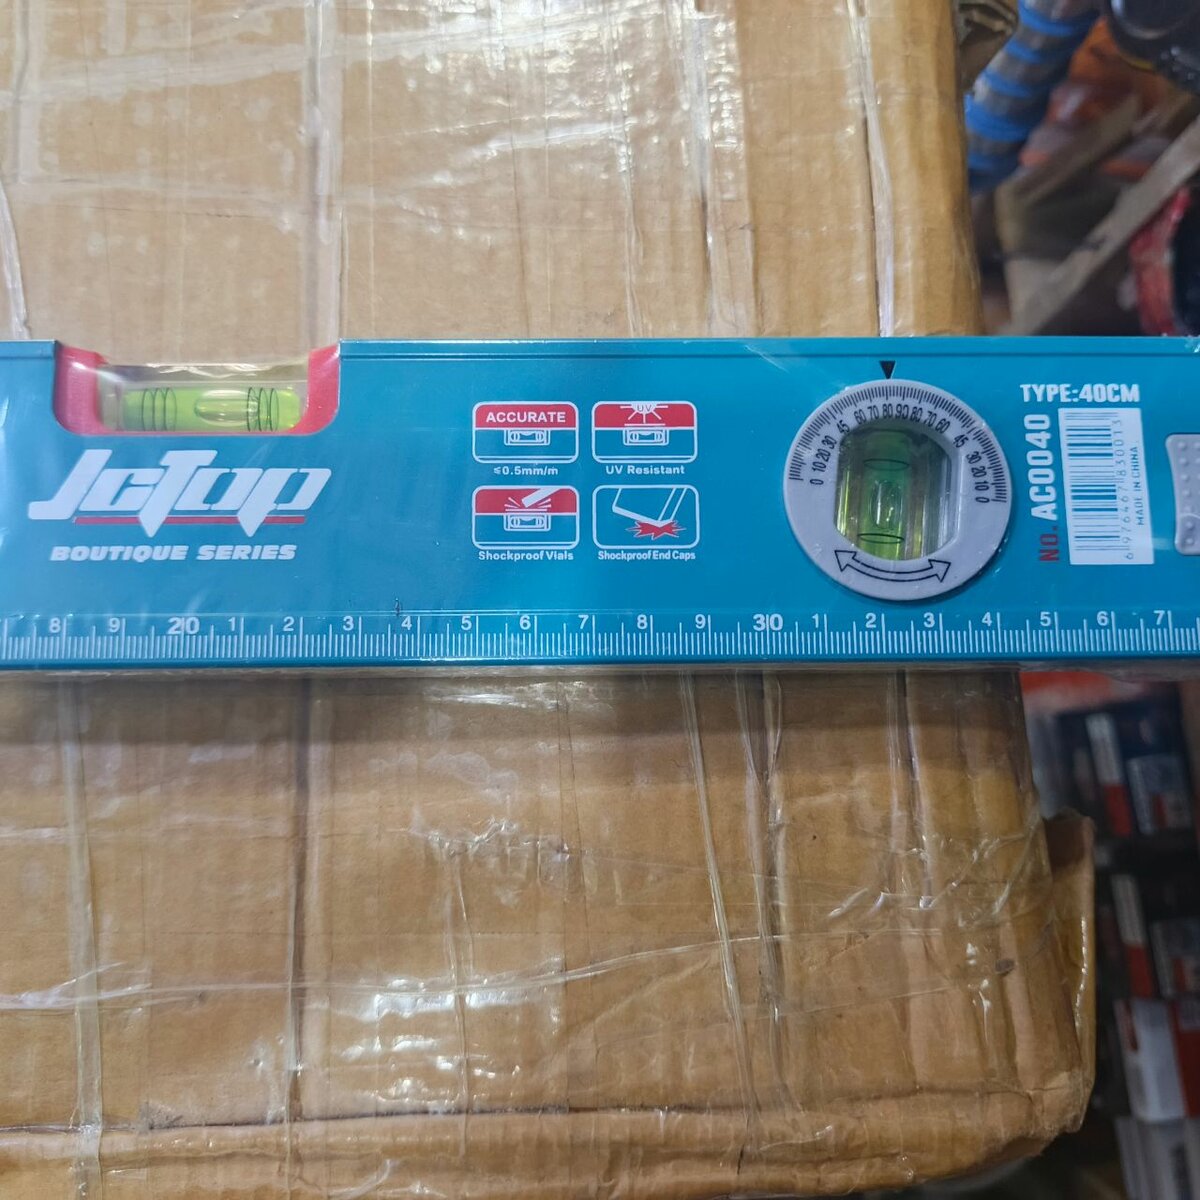 JcTop
BOUTIQUE SERIES
ACCURATE
≤0.5mm/m
UV
UV Resistant
Shockproof Vials
Shockproof End Caps
0 10 20 30 45 60 70 80 90 80 70 60 45 30 20 10 0
TYPE:40CM
NO. AC0040
6 976467 830013
MADE IN CHINA
8 9 20 1 2 3 4 5 6 7 8 9 30 1 2 3 4 5 6 7